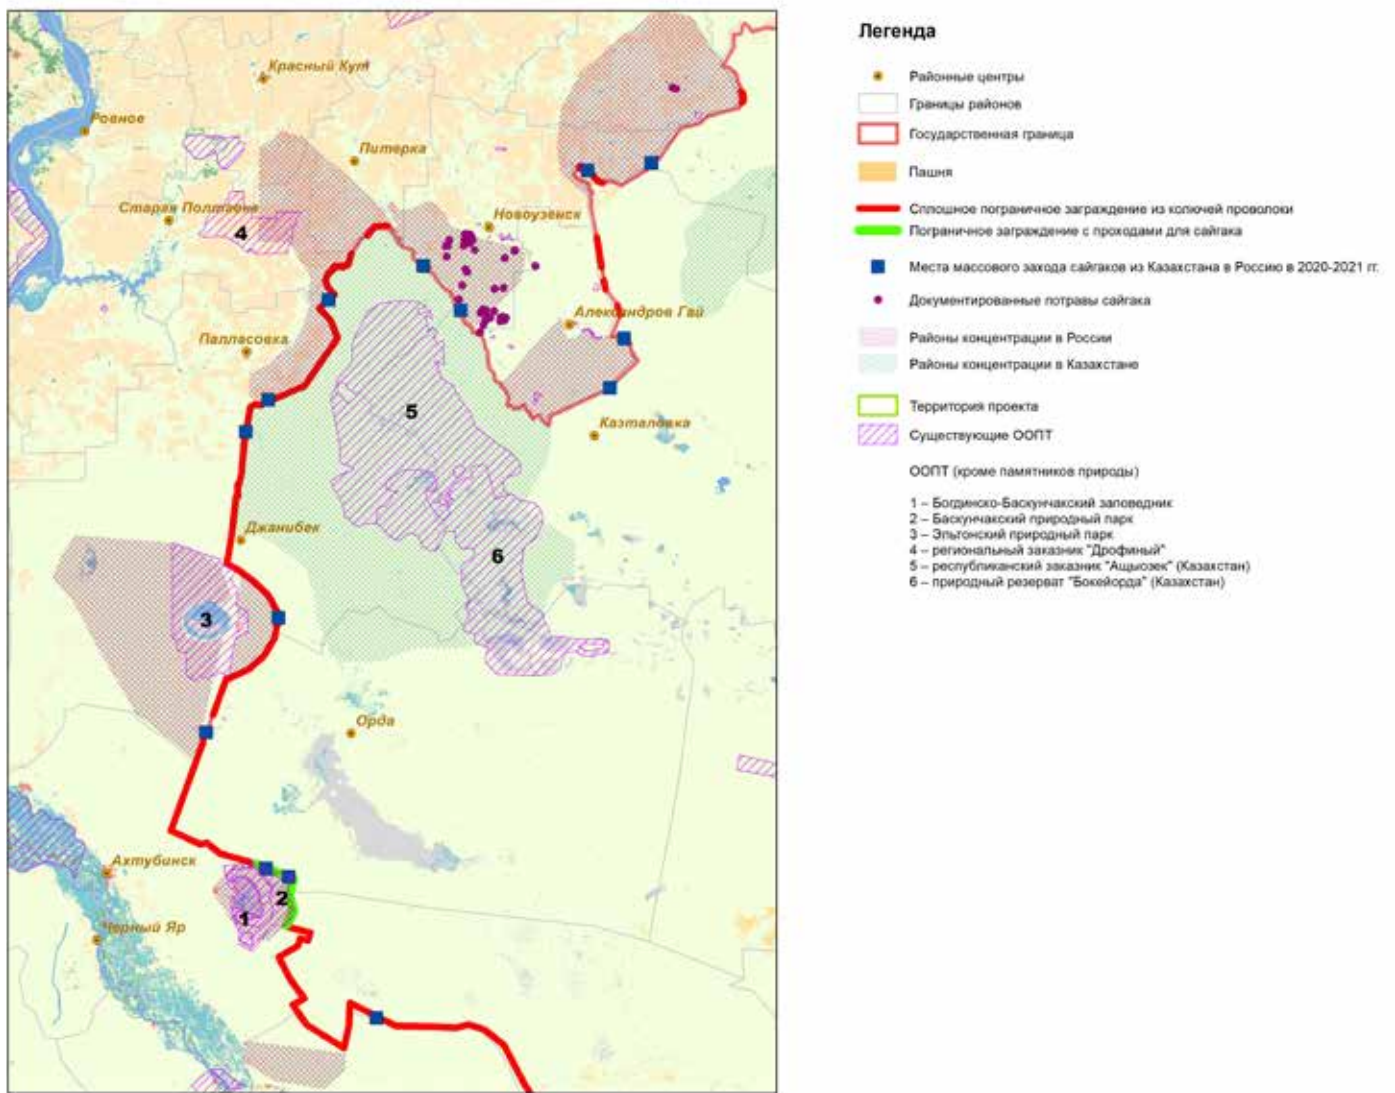 Красный Кут
Ровное
Питерка
Старая Полтавка
Новоузенск
4
Александров Гай
Палласовка
5
Казталовка
Джанибек
6
3
Орда
Ахтубинск
2
1
Черный Яр
Легенда
Районные центры
Границы районов
Государственная граница
Пашня
Сплошное пограничное заграждение из колючей проволоки
Пограничное заграждение с проходами для сайгака
Места массового захода сайгаков из Казахстана в Россию в 2020-2021 гг.
Документированные потравы сайгака
Районы концентрации в России
Районы концентрации в Казахстане
Территория проекта
Существующие ООПТ
ООПТ (кроме памятников природы)
1 – Богдинско-Баскунчакский заповедник
2 – Баскунчакский природный парк
3 – Эльтонский природный парк
4 – региональный заказник "Дрофиный"
5 – республиканский заказник "Ащыозек" (Казахстан)
6 – природный резерват "Бокейорда" (Казахстан)